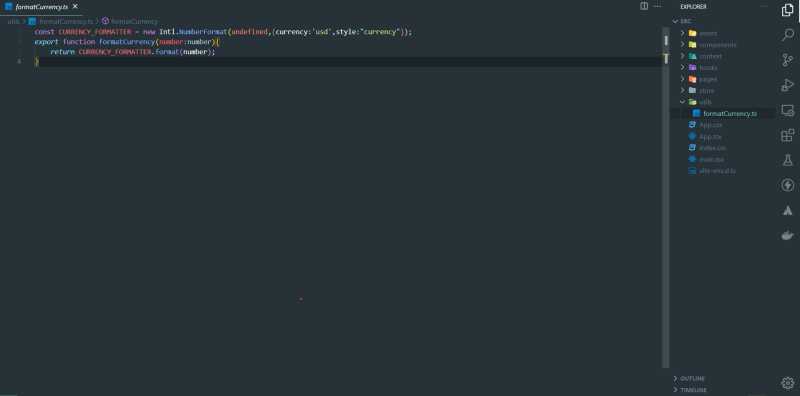 formatCurrency.ts
utils > formatCurrency.ts > formatCurrency
1 const CURRENCY_FORMATTER = new Intl.NumberFormat(undefined,{currency:'usd',style:"currency"});
2 export function formatCurrency(number:number){
3 return CURRENCY_FORMATTER.format(number);
4 }
EXPLORER
SRC
assets
components
context
hooks
pages
store
utils
formatCurrency.ts
App.css
App.tsx
index.css
main.tsx
vite-env.d.ts
OUTLINE
TIMELINE